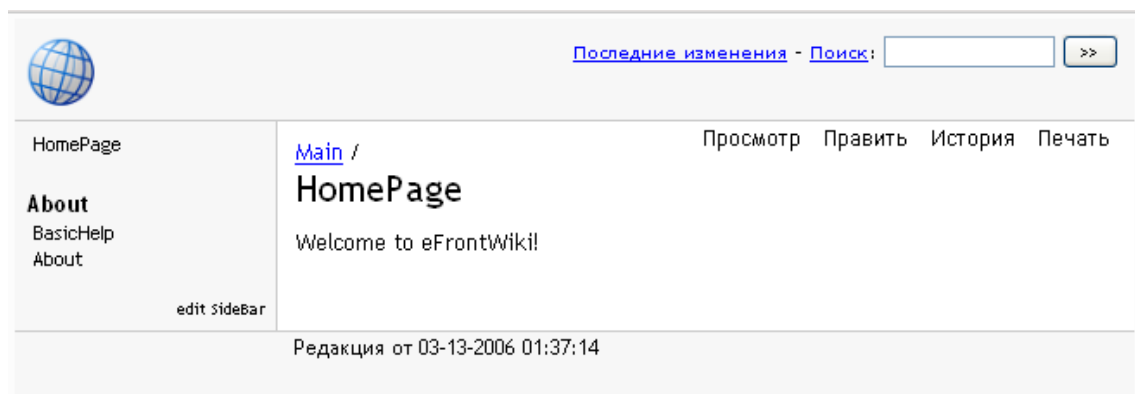 Последние изменения - Поиск: >>
HomePage
About
BasicHelp
About
edit SideBar
Просмотр Править История Печать
Main /
HomePage
Welcome to eFrontWiki!
Редакция от 03-13-2006 01:37:14